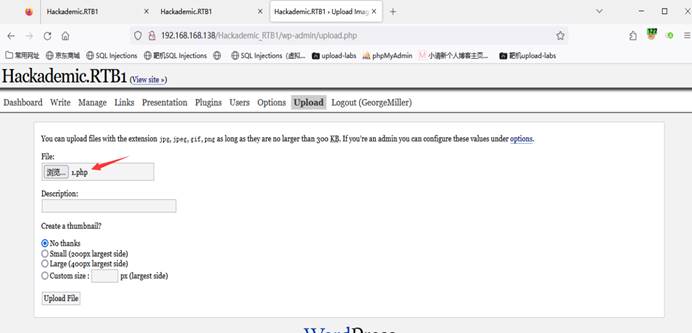 Hackademic.RTB1
Hackademic.RTB1
Hackademic.RTB1 › Upload Imag
192.168.168.138/Hackademic_RTB1/wp-admin/upload.php
127
常用网址 京东商城 SQL Injections 靶机SQL Injections SQL Injections（虚拟... upload-labs phpMyAdmin 小清新个人博客主页... 靶机upload-labs
Hackademic.RTB1 (View site »)
Dashboard Write Manage Links Presentation Plugins Users Options Upload Logout (GeorgeMiller)
You can upload files with the extension jpg, jpeg, gif, png as long as they are no larger than 300 KB. If you're an admin you can configure these values under options.
File:
浏览... 1.php
Description:
Create a thumbnail?
No thanks
Small (200px largest side)
Large (400px largest side)
Custom size : px (largest side)
Upload File